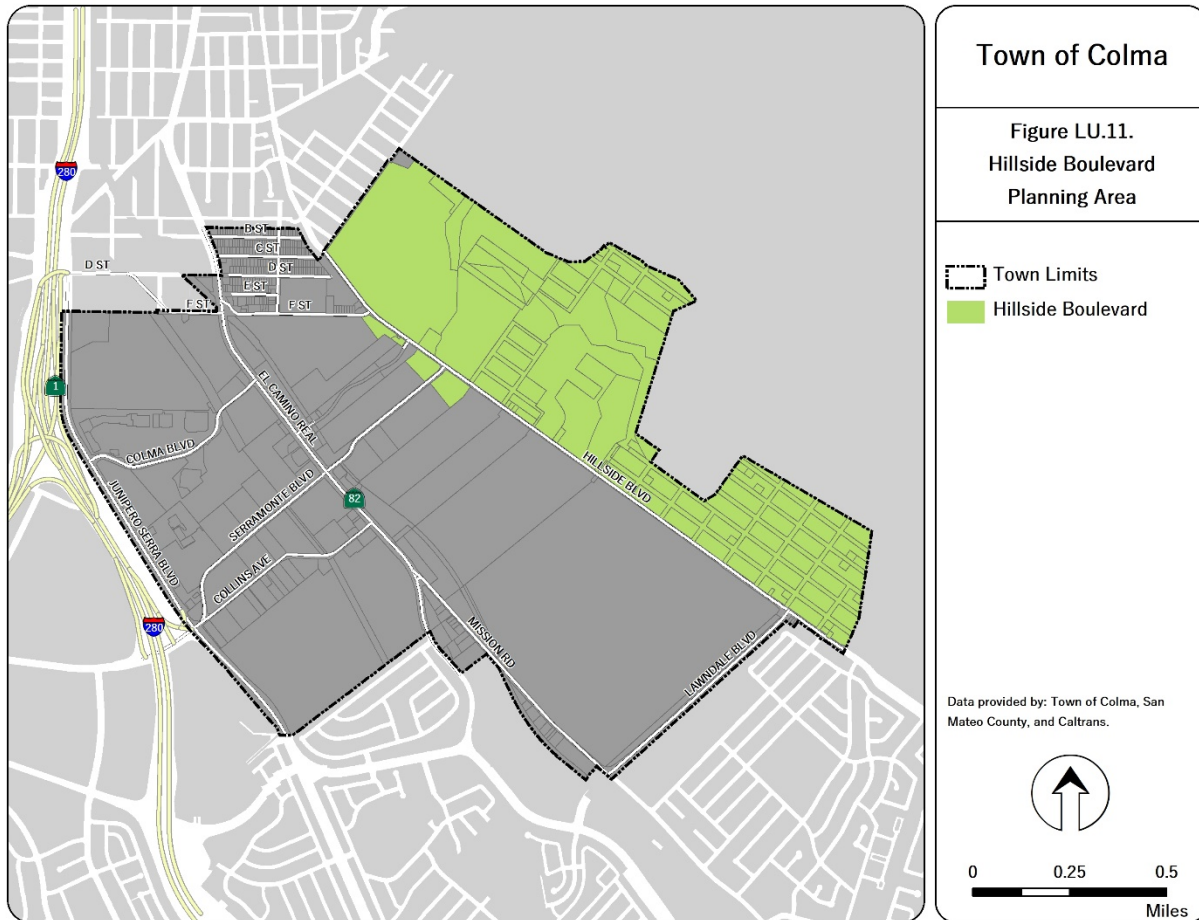 Town of Colma
Figure LU.11.
Hillside Boulevard
Planning Area
Town Limits
Hillside Boulevard
Data provided by: Town of Colma, San
Mateo County, and Caltrans.
0 0.25 0.5
Miles
280
B ST
C ST
D ST
D ST
E ST
F ST
F ST
1
EL CAMINO REAL
COLMA BLVD
JUNIPERO SERRA BLVD
SERRAMONTE BLVD
82
HILLSIDE BLVD
COLLINS AVE
280
MISSION RD
LAWNDALE BLVD